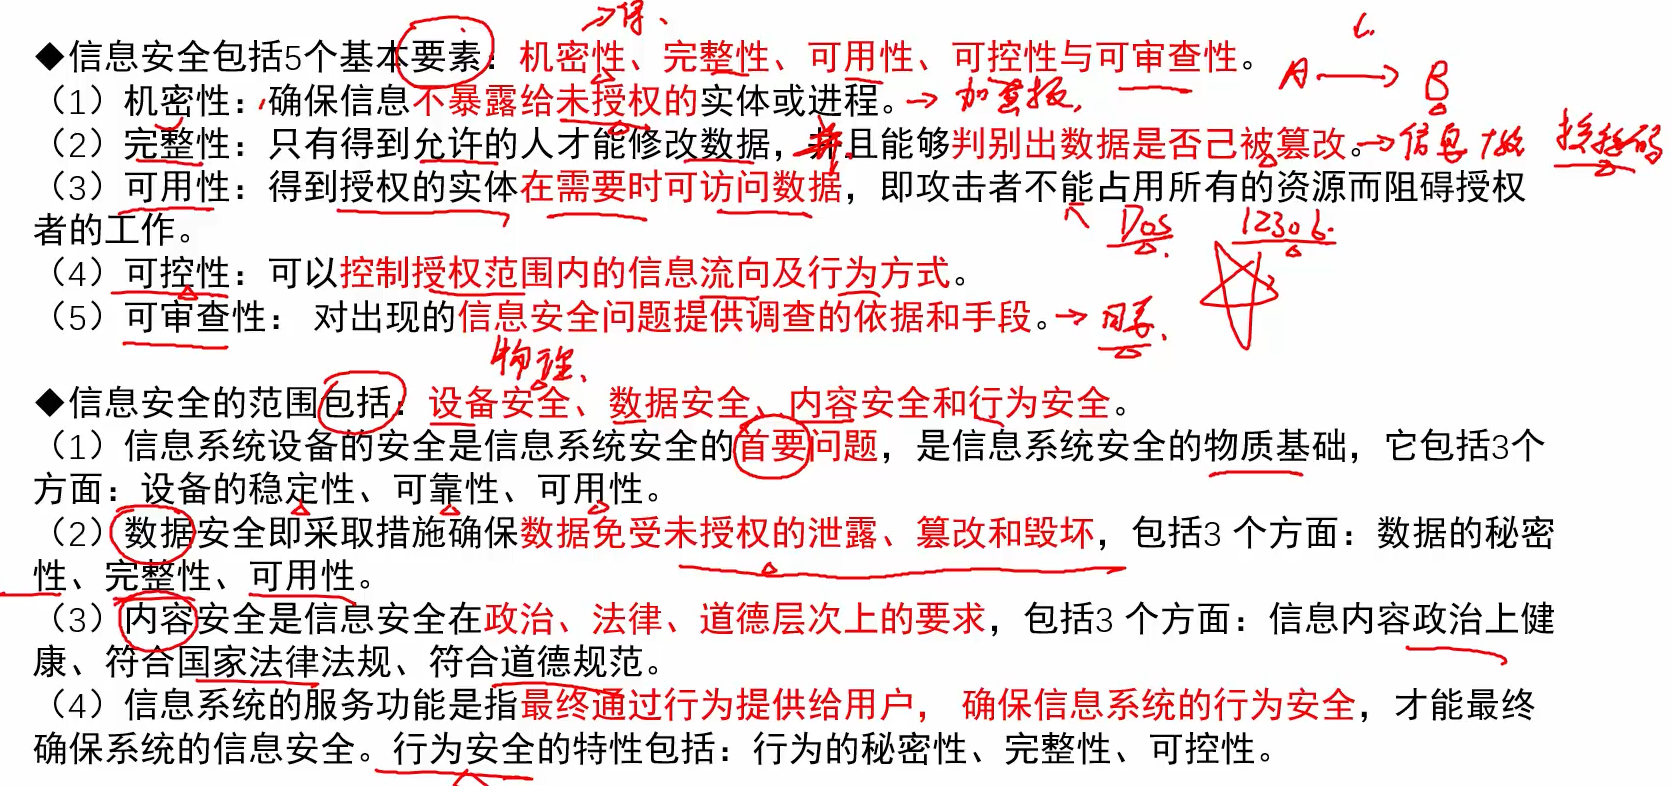 ◆信息安全包括5个基本要素：机密性、完整性、可用性、可控性与可审查性。
A → B
（1）机密性：确保信息不暴露给未授权的实体或进程。→
（2）完整性：只有得到允许的人才能修改数据，并且能够判别出数据是否已被篡改。→信息
（3）可用性：得到授权的实体在需要时可访问数据，即攻击者不能占用所有的资源而阻碍授权
者的工作。
DoS 12306.
（4）可控性：可以控制授权范围内的信息流向及行为方式。
（5）可审查性： 对出现的信息安全问题提供调查的依据和手段。→
物理、
◆信息安全的范围包括：设备安全、数据安全、内容安全和行为安全。
（1）信息系统设备的安全是信息系统安全的首要问题，是信息系统安全的物质基础，它包括3个
方面：设备的稳定性、可靠性、可用性。
（2）数据安全即采取措施确保数据免受未授权的泄露、篡改和毁坏，包括3 个方面：数据的秘密
性、完整性、可用性。
（3）内容安全是信息安全在政治、法律、道德层次上的要求，包括3 个方面：信息内容政治上健
康、符合国家法律法规、符合道德规范。
（4）信息系统的服务功能是指最终通过行为提供给用户， 确保信息系统的行为安全，才能最终
确保系统的信息安全。行为安全的特性包括：行为的秘密性、完整性、可控性。